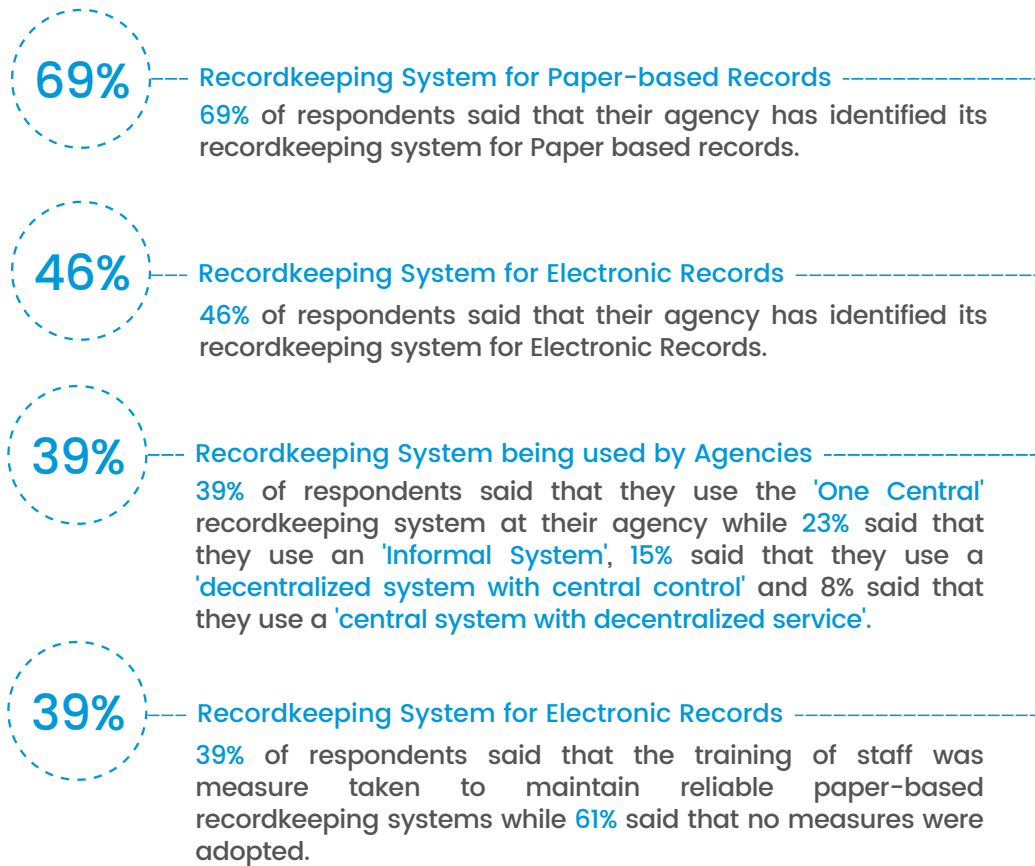 69%
Recordkeeping System for Paper-based Records
69% of respondents said that their agency has identified its
recordkeeping system for Paper based records.
46%
Recordkeeping System for Electronic Records
46% of respondents said that their agency has identified its
recordkeeping system for Electronic Records.
39%
Recordkeeping System being used by Agencies
39% of respondents said that they use the 'One Central'
recordkeeping system at their agency while 23% said that
they use an 'Informal System', 15% said that they use a
'decentralized system with central control' and 8% said that
they use a 'central system with decentralized service'.
39%
Recordkeeping System for Electronic Records
39% of respondents said that the training of staff was
measure taken to maintain reliable paper-based
recordkeeping systems while 61% said that no measures were
adopted.